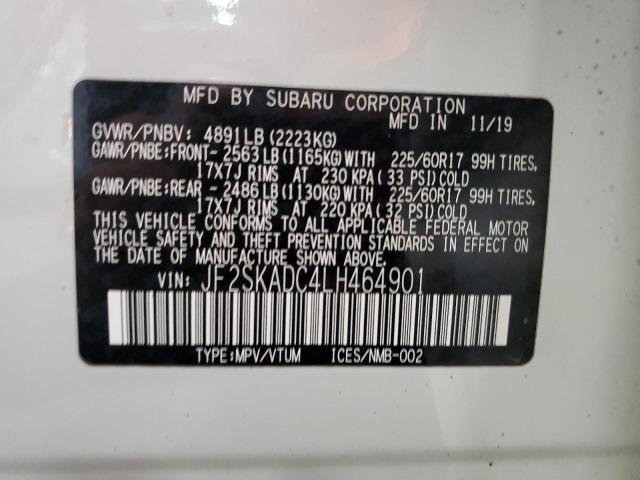 MFD BY SUBARU CORPORATION
MFD IN 11/19
GVWR/PNBV: 4891LB (2223KG)
GAWR/PNBE:FRONT- 2563LB(1165KG)WITH 225/60R17 99H TIRES,
17x7J RIMS AT 230 KPA(33 PSI)COLD
GAWR/PNBE:REAR - 2486LB(1130KG)WITH 225/60R17 99H TIRES,
17x7J RIMS AT 220 KPA(32 PSI)COLD
THIS VEHICLE CONFORMS TO ALL APPLICABLE FEDERAL MOTOR
VEHICLE SAFETY AND THEFT PREVENTION STANDARDS IN EFFECT ON
THE DATE OF MANUFACTURE SHOWN ABOVE.
VIN: JF2SKADC4LH464901
TYPE:MPV/VTUM ICES/NMB-002